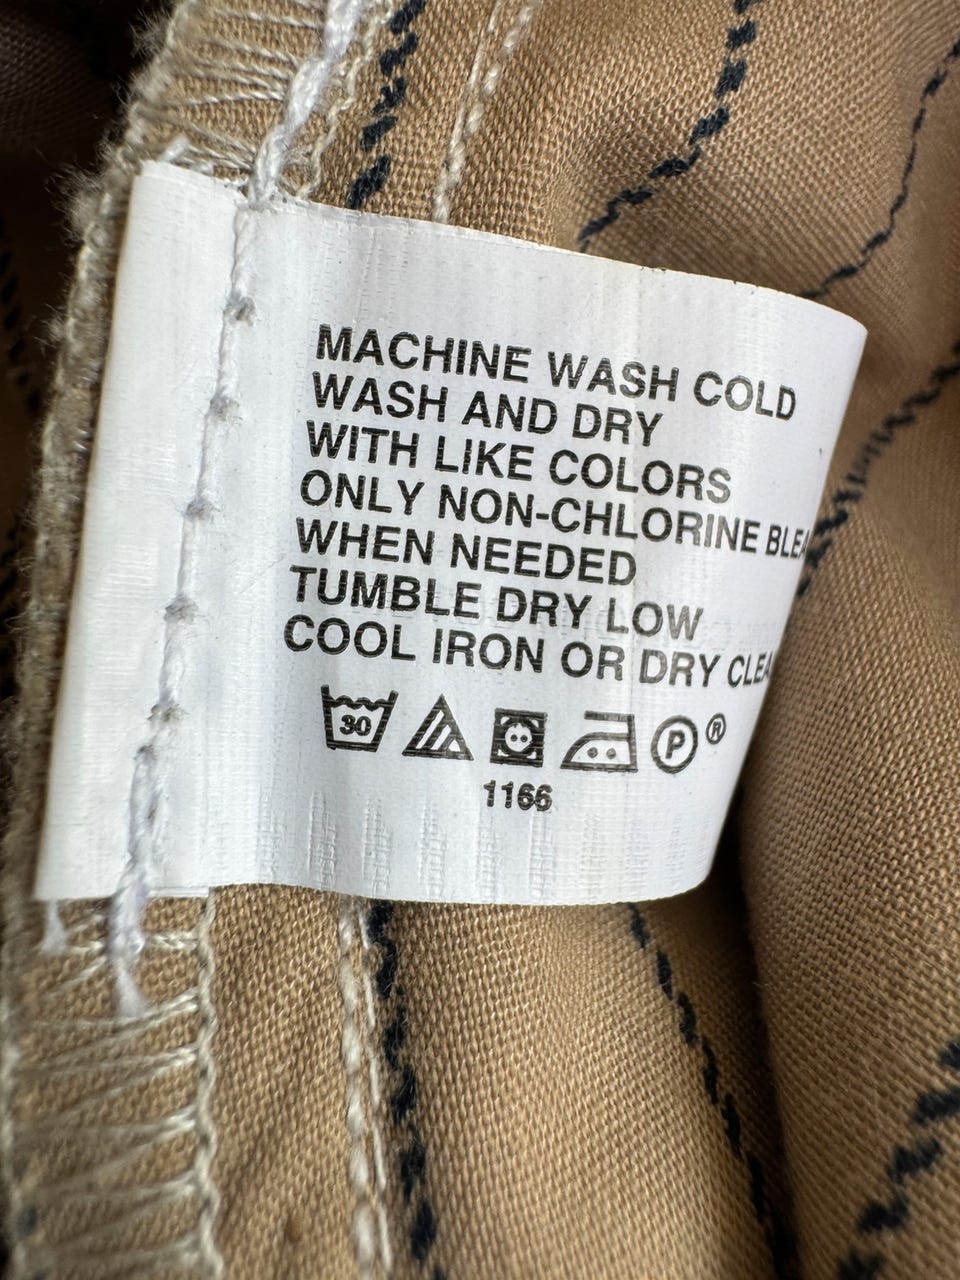 MACHINE WASH COLD
WASH AND DRY
WITH LIKE COLORS
ONLY NON-CHLORINE BLEA
WHEN NEEDED
TUMBLE DRY LOW
COOL IRON OR DRY CLEA
30 P ®
1166